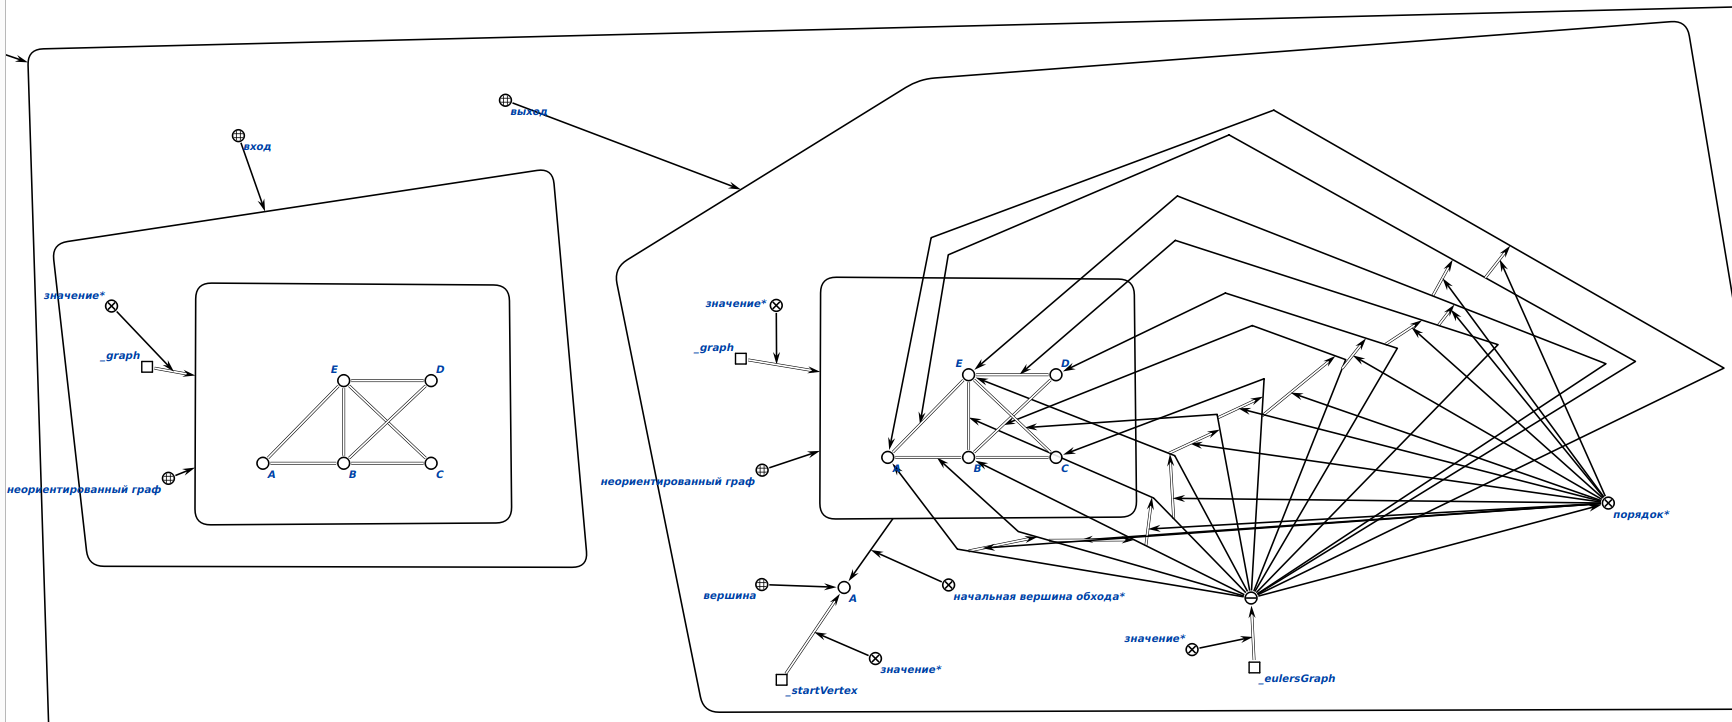 выход
вход
значение*
_graph
E
D
A
B
C
неориентированный граф
значение*
_graph
E
D
A
B
C
неориентированный граф
порядок*
вершина
A
начальная вершина обхода*
значение*
_startVertex
значение*
_eulersGraph